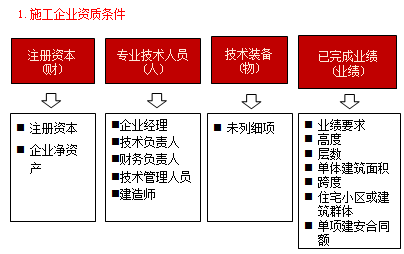 1. 施工企业资质条件
注册资本
(财)
专业技术人员
(人)
技术装备
(物)
已完成业绩
(业绩)
■ 注册资本
■ 企业净资
产
■企业经理
■技术负责人
■财务负责人
■技术管理人员
■建造师
■ 未列细项
■ 业绩要求
■ 高度
■ 层数
■ 单体建筑面积
■ 跨度
■ 住宅小区或建
筑群体
■ 单项建安合同
额